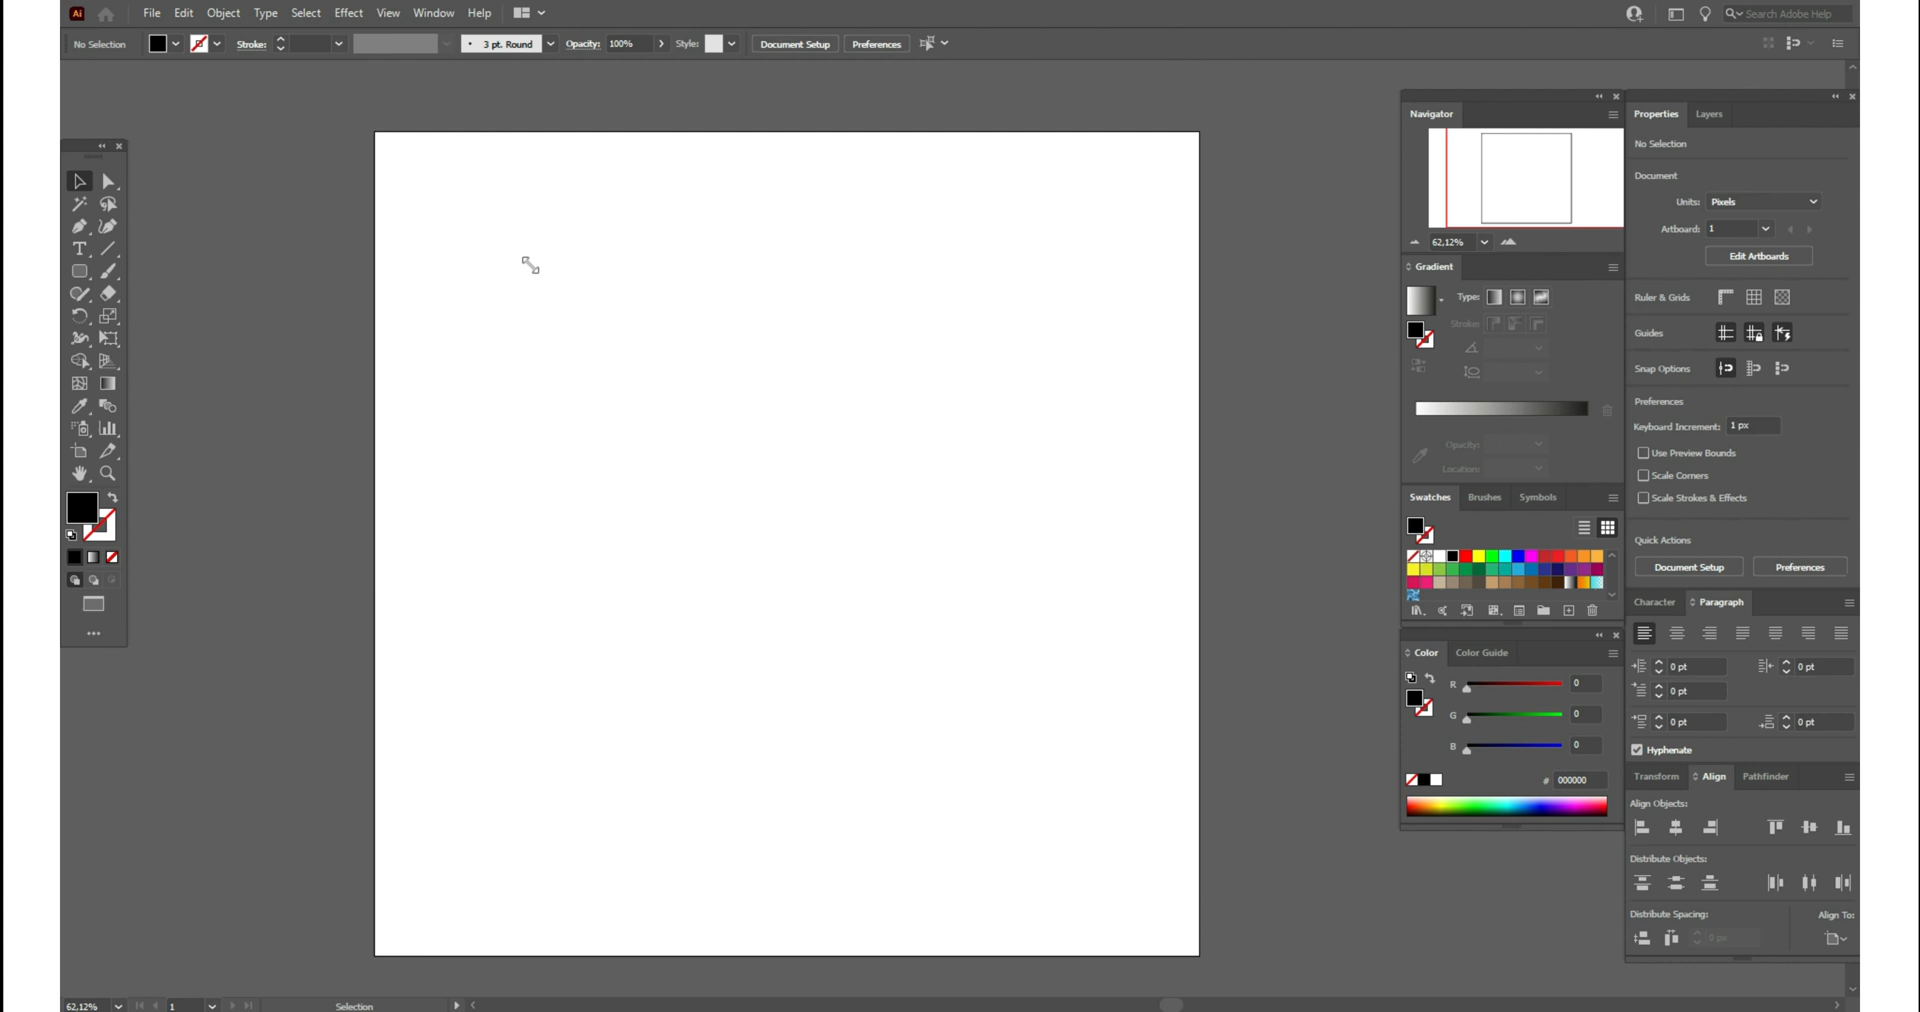 Ai File Edit Object Type Select Effect View Window Help Search Adobe Help
No Selection Stroke: 3 pt. Round Opacity: 100% Style: Document Setup Preferences
Navigator
62,12%
Gradient
Type:
Stroke:
Opacity:
Location:
Swatches Brushes Symbols
Color Color Guide
R 0
G 0
B 0
# 000000
Properties Layers
No Selection
Document
Units: Pixels
Artboard: 1
Edit Artboards
Ruler & Grids
Guides
Snap Options
Preferences
Keyboard Increment: 1 px
Use Preview Bounds
Scale Corners
Scale Strokes & Effects
Quick Actions
Document Setup Preferences
Character Paragraph
0 pt 0 pt
0 pt
0 pt 0 pt
Hyphenate
Transform Align Pathfinder
Align Objects:
Distribute Objects:
Distribute Spacing: Align To:
0 px
62,12% 1 Selection